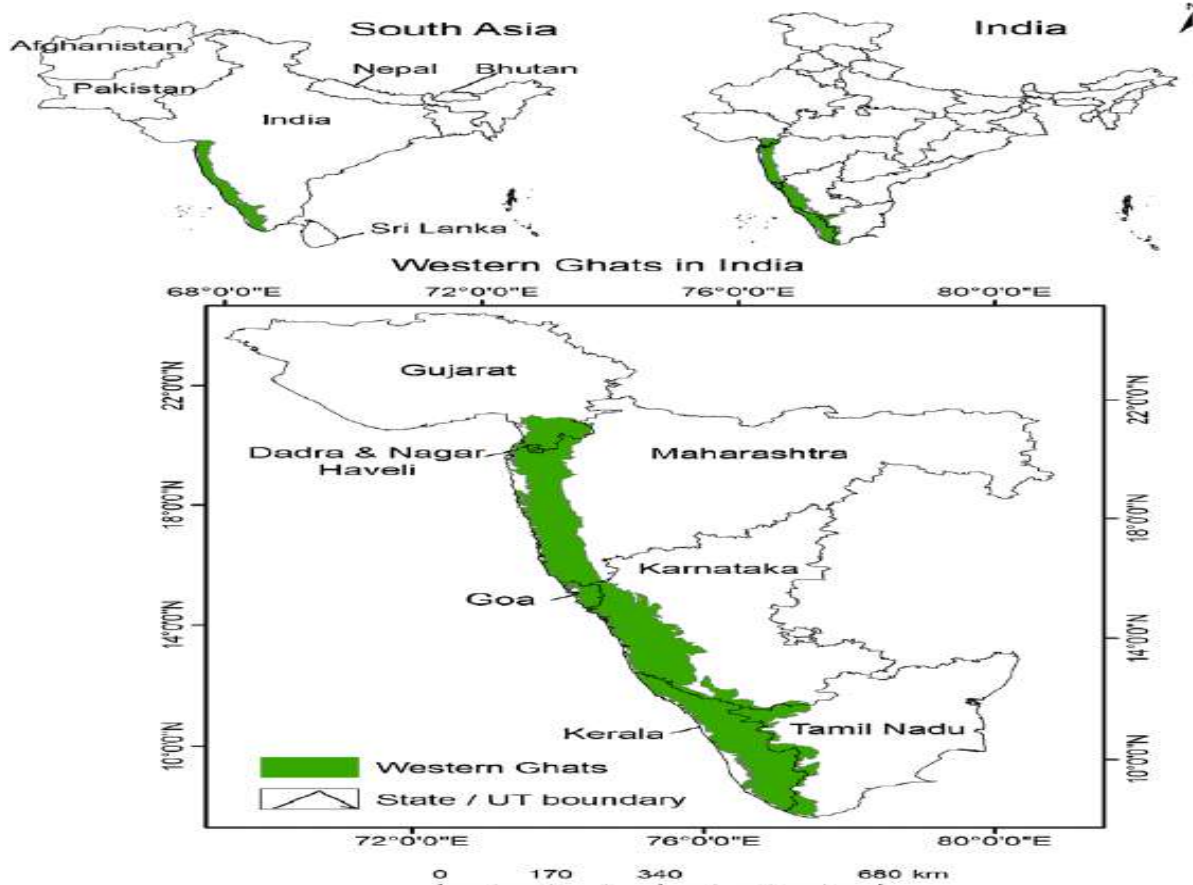 South Asia
India
N
Afghanistan
Nepal
Bhutan
Pakistan
India
Sri Lanka
Western Ghats in India
68°0'0"E
72°0'0"E
76°0'0"E
80°0'0"E
Gujarat
22°0'0"N
22°0'0"N
Dadra & Nagar
Haveli
Maharashtra
18°0'0"N
18°0'0"N
Karnataka
Goa
14°0'0"N
14°0'0"N
Kerala
Tamil Nadu
10°0'0"N
10°0'0"N
Western Ghats
State / UT boundary
72°0'0"E
76°0'0"E
80°0'0"E
0 170 340 680 km